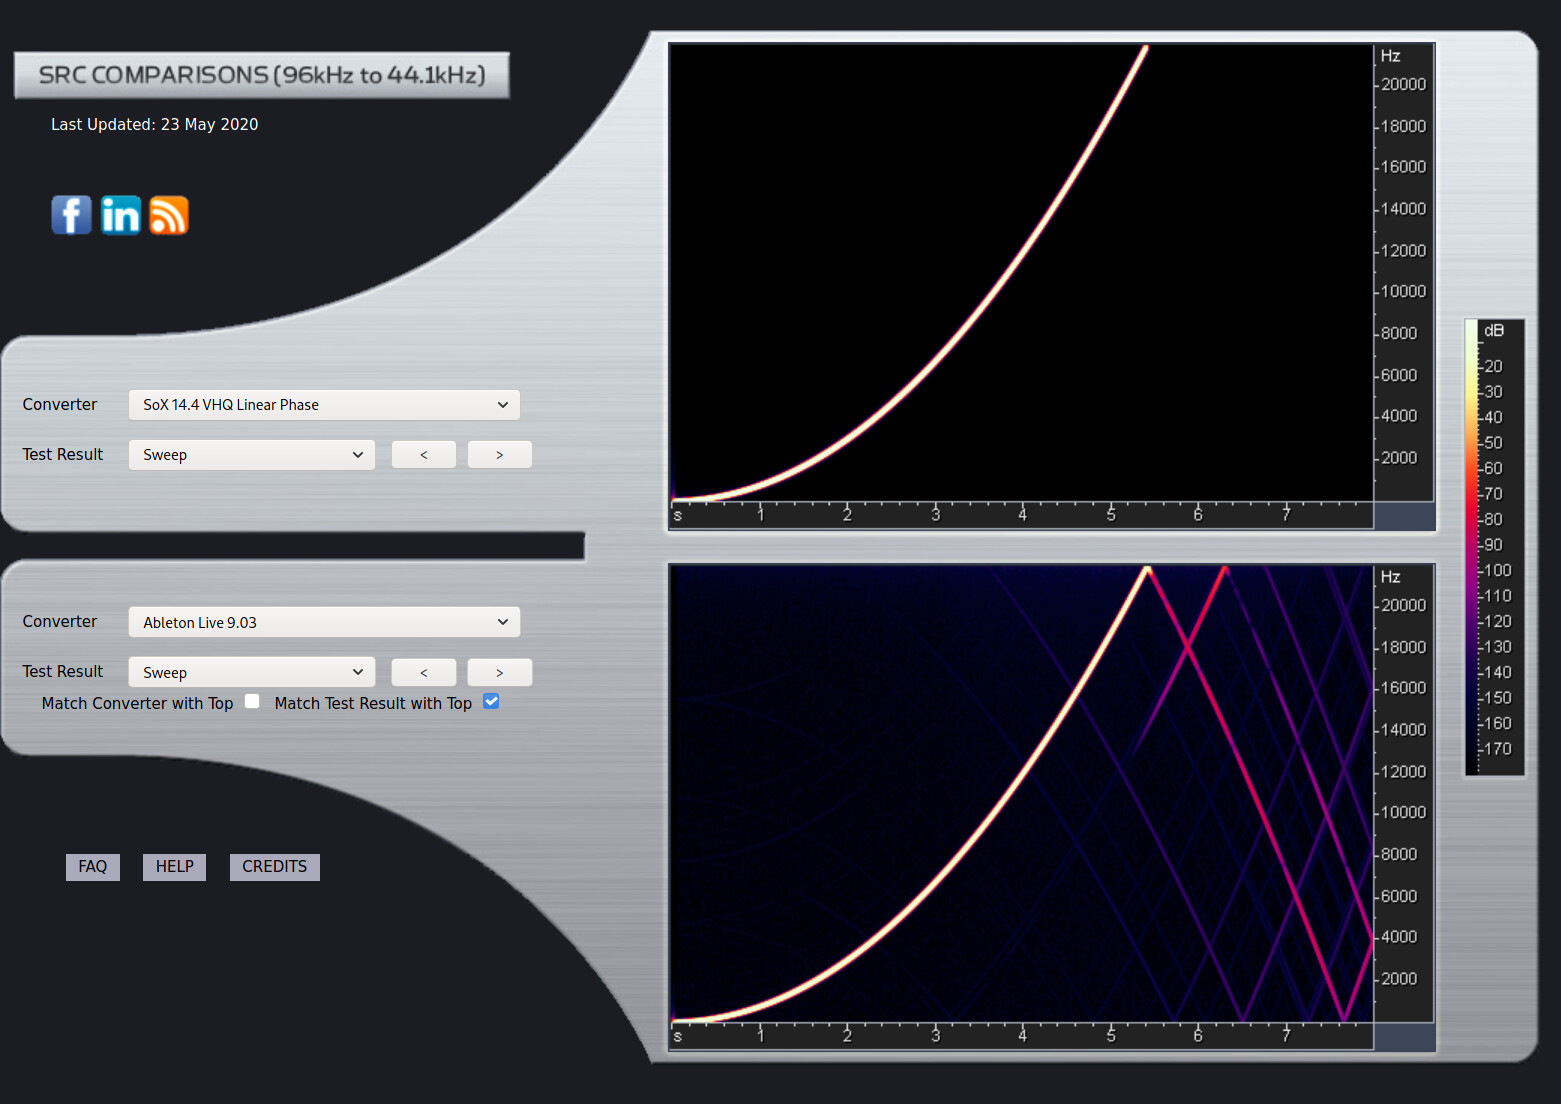 SRC COMPARISONS (96kHz to 44.1kHz)
Last Updated: 23 May 2020
f in
Converter SoX 14.4 VHQ Linear Phase
Test Result Sweep < >
Hz
20000
18000
16000
14000
12000
10000
8000
6000
4000
2000
s 1 2 3 4 5 6 7
Converter Ableton Live 9.03
Test Result Sweep < >
Match Converter with Top Match Test Result with Top
Hz
20000
18000
16000
14000
12000
10000
8000
6000
4000
2000
s 1 2 3 4 5 6 7
dB
-20
-30
-40
-50
-60
-70
-80
-90
-100
-110
-120
-130
-140
-150
-160
-170
FAQ HELP CREDITS